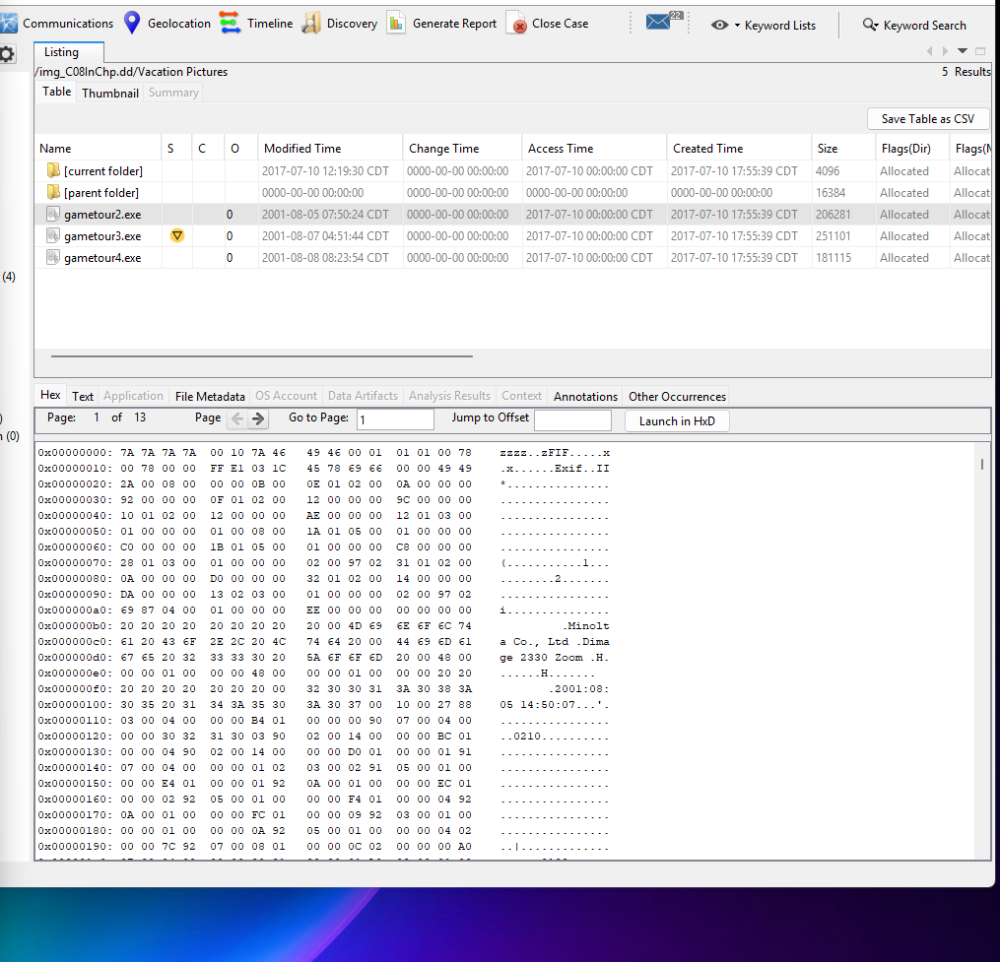 Communications Geolocation Timeline Discovery Generate Report Close Case 22 Keyword Lists Keyword Search
Listing
/img_C08InChp.dd/Vacation Pictures 5 Results
Table Thumbnail Summary
Save Table as CSV
Name S C O Modified Time Change Time Access Time Created Time Size Flags(Dir) Flags(M
[current folder] 2017-07-10 12:19:30 CDT 0000-00-00 00:00:00 2017-07-10 00:00:00 CDT 2017-07-10 17:55:39 CDT 4096 Allocated Allocat
[parent folder] 0000-00-00 00:00:00 0000-00-00 00:00:00 0000-00-00 00:00:00 0000-00-00 00:00:00 16384 Allocated Allocat
gametour2.exe 0 2001-08-05 07:50:24 CDT 0000-00-00 00:00:00 2017-07-10 00:00:00 CDT 2017-07-10 17:55:39 CDT 206281 Allocated Allocat
gametour3.exe 0 2001-08-07 04:51:44 CDT 0000-00-00 00:00:00 2017-07-10 00:00:00 CDT 2017-07-10 17:55:39 CDT 251101 Allocated Allocat
gametour4.exe 0 2001-08-08 08:23:54 CDT 0000-00-00 00:00:00 2017-07-10 00:00:00 CDT 2017-07-10 17:55:39 CDT 181115 Allocated Allocat
(4)
Hex Text Application File Metadata OS Account Data Artifacts Analysis Results Context Annotations Other Occurrences
Page: 1 of 13 Page Go to Page: 1 Jump to Offset Launch in HxD
(0)
0x00000000: 7A 7A 7A 7A 00 10 7A 46 49 46 00 01 01 01 00 78 zzzz..zFIF.....x
0x00000010: 00 78 00 00 FF E1 03 1C 45 78 69 66 00 00 49 49 .x......Exif..II
0x00000020: 2A 00 08 00 00 00 0B 00 0E 01 02 00 0A 00 00 00 *...............
0x00000030: 92 00 00 00 0F 01 02 00 12 00 00 00 9C 00 00 00 ................
0x00000040: 10 01 02 00 12 00 00 00 AE 00 00 00 12 01 03 00 ................
0x00000050: 01 00 00 00 01 00 08 00 1A 01 05 00 01 00 00 00 ................
0x00000060: C0 00 00 00 1B 01 05 00 01 00 00 00 C8 00 00 00 ................
0x00000070: 28 01 03 00 01 00 00 00 02 00 97 02 31 01 02 00 (...........1...
0x00000080: 0A 00 00 00 D0 00 00 00 32 01 02 00 14 00 00 00 ........2.......
0x00000090: DA 00 00 00 13 02 03 00 01 00 00 00 02 00 97 02 ................
0x000000a0: 69 87 04 00 01 00 00 00 EE 00 00 00 00 00 00 00 i...............
0x000000b0: 20 20 20 20 20 20 20 20 20 00 4D 69 6E 6F 6C 74 .Minolt
0x000000c0: 61 20 43 6F 2E 2C 20 4C 74 64 20 00 44 69 6D 61 a Co., Ltd .Dima
0x000000d0: 67 65 20 32 33 33 30 20 5A 6F 6F 6D 20 00 48 00 ge 2330 Zoom .H.
0x000000e0: 00 00 01 00 00 00 48 00 00 00 01 00 00 00 20 20 ......H.......
0x000000f0: 20 20 20 20 20 20 20 00 32 30 30 31 3A 30 38 3A .2001:08:
0x00000100: 30 35 20 31 34 3A 35 30 3A 30 37 00 10 00 27 88 05 14:50:07...'.
0x00000110: 03 00 04 00 00 00 B4 01 00 00 00 90 07 00 04 00 ................
0x00000120: 00 00 30 32 31 30 03 90 02 00 14 00 00 00 BC 01 ..0210..........
0x00000130: 00 00 04 90 02 00 14 00 00 00 D0 01 00 00 01 91 ................
0x00000140: 07 00 04 00 00 00 01 02 03 00 02 91 05 00 01 00 ................
0x00000150: 00 00 E4 01 00 00 01 92 0A 00 01 00 00 00 EC 01 ................
0x00000160: 00 00 02 92 05 00 01 00 00 00 F4 01 00 00 04 92 ................
0x00000170: 0A 00 01 00 00 00 FC 01 00 00 09 92 03 00 01 00 ................
0x00000180: 00 00 01 00 00 00 0A 92 05 00 01 00 00 00 04 02 ................
0x00000190: 00 00 7C 92 07 00 08 01 00 00 0C 02 00 00 00 A0 ..|.............